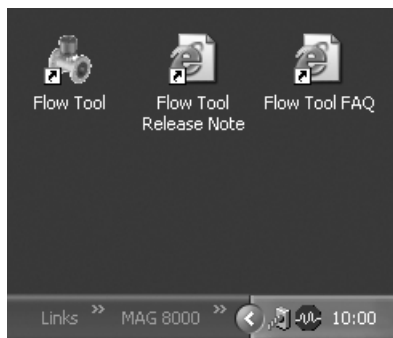 Flow Tool
Flow Tool
Release Note
Flow Tool FAQ
Links »
MAG 8000 »
10:00